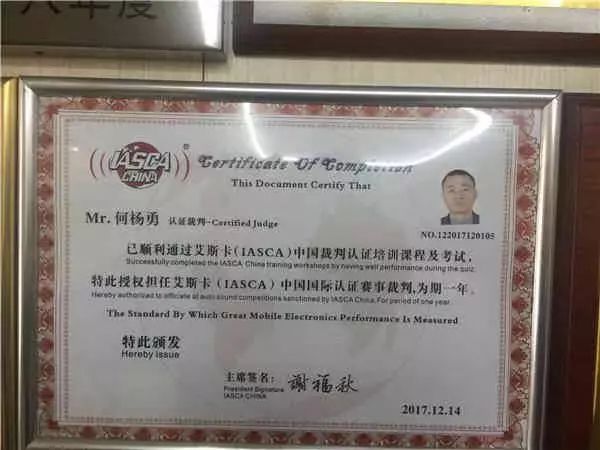 八年度
IASCA
CHINA
®
Certificate Of Completion
This Document Certify That
Mr. 何杨勇 认证裁判-Certified Judge
NO.122017120105
已顺利通过艾斯卡(IASCA)中国裁判认证培训课程及考试,
Successfully completed the IASCA China training workshops by having well performance during the quiz.
特此授权担任艾斯卡(IASCA)中国国际认证赛事裁判,为期一年。
Hereby authorized to officiate at auto sound competitions sanctioned by IASCA China. For period of one year.
The Standard By Which Great Mobile Electronics Performance Is Measured
特此颁发
Hereby issue
主席签名:
President Signature
IASCA CHINA
谢福秋
2017.12.14